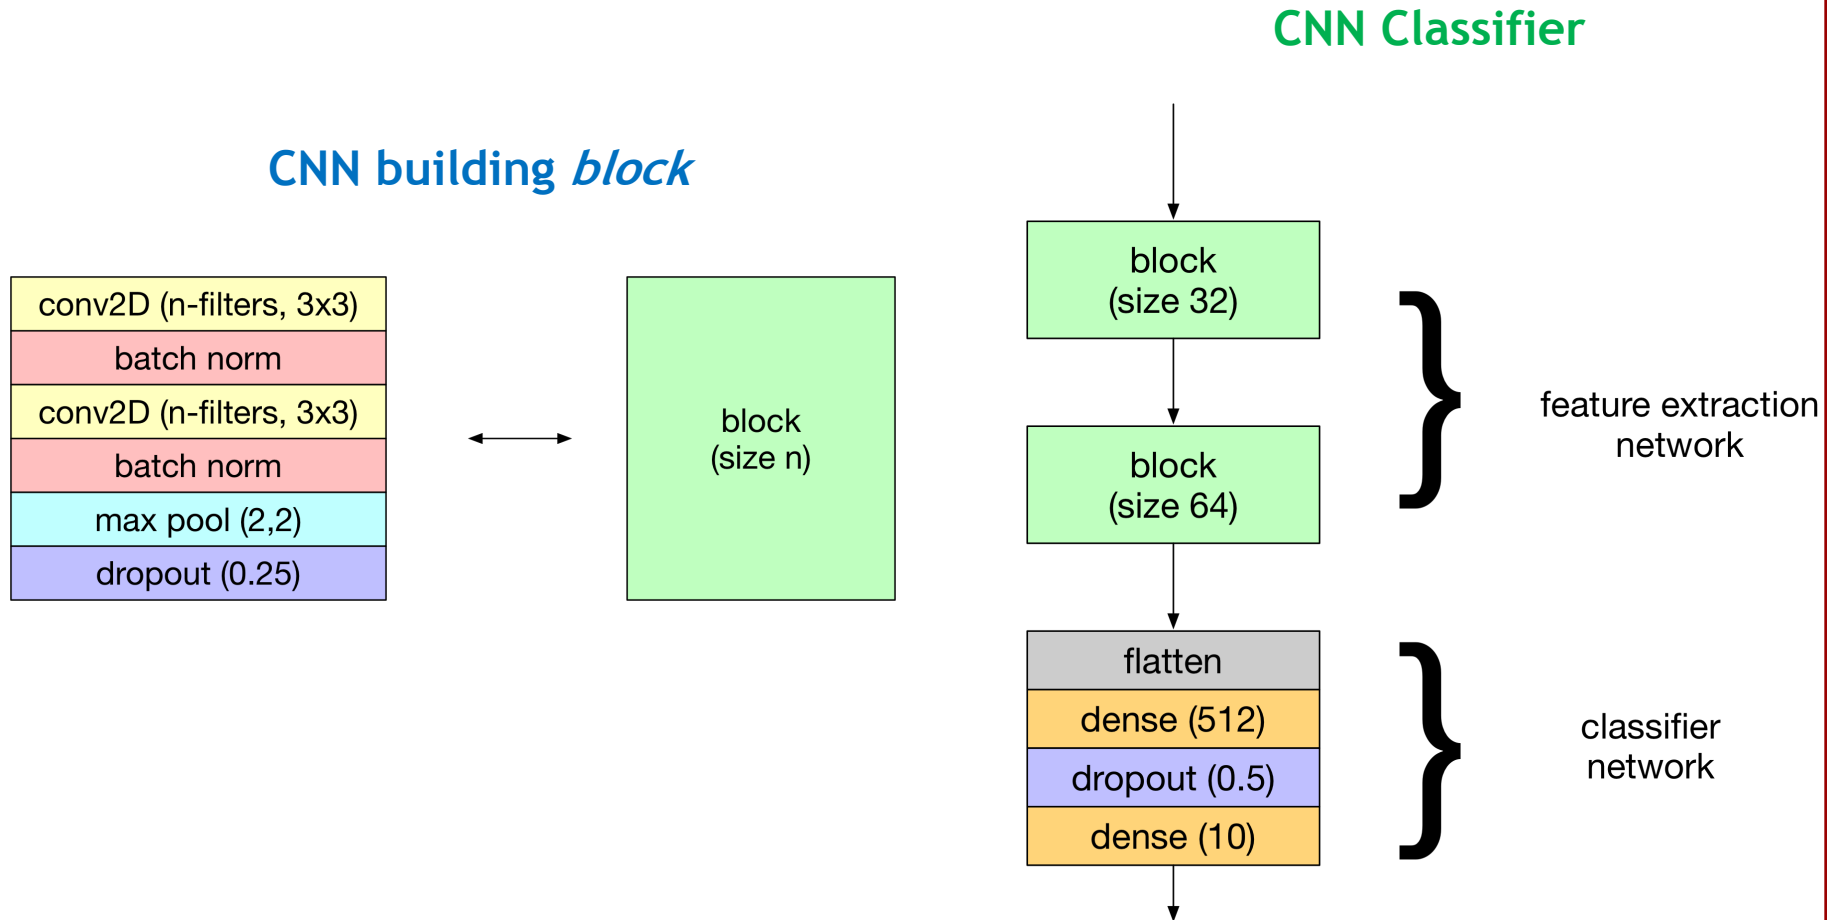 CNN Classifier
CNN building block
conv2D (n-filters, 3x3)
batch norm
conv2D (n-filters, 3x3)
batch norm
max pool (2,2)
dropout (0.25)
block
(size n)
block
(size 32)
block
(size 64)
feature extraction
network
flatten
dense (512)
dropout (0.5)
dense (10)
classifier
network